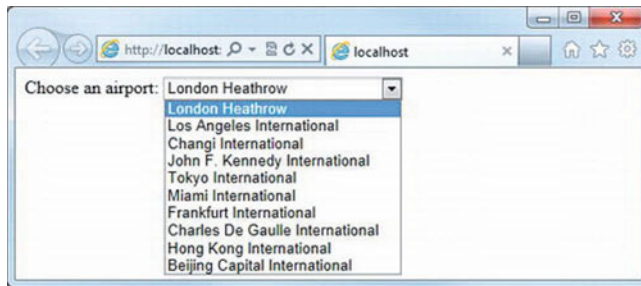 http://localhost:
localhost
Choose an airport: London Heathrow
London Heathrow
Los Angeles International
Changi International
John F. Kennedy International
Tokyo International
Miami International
Frankfurt International
Charles De Gaulle International
Hong Kong International
Beijing Capital International